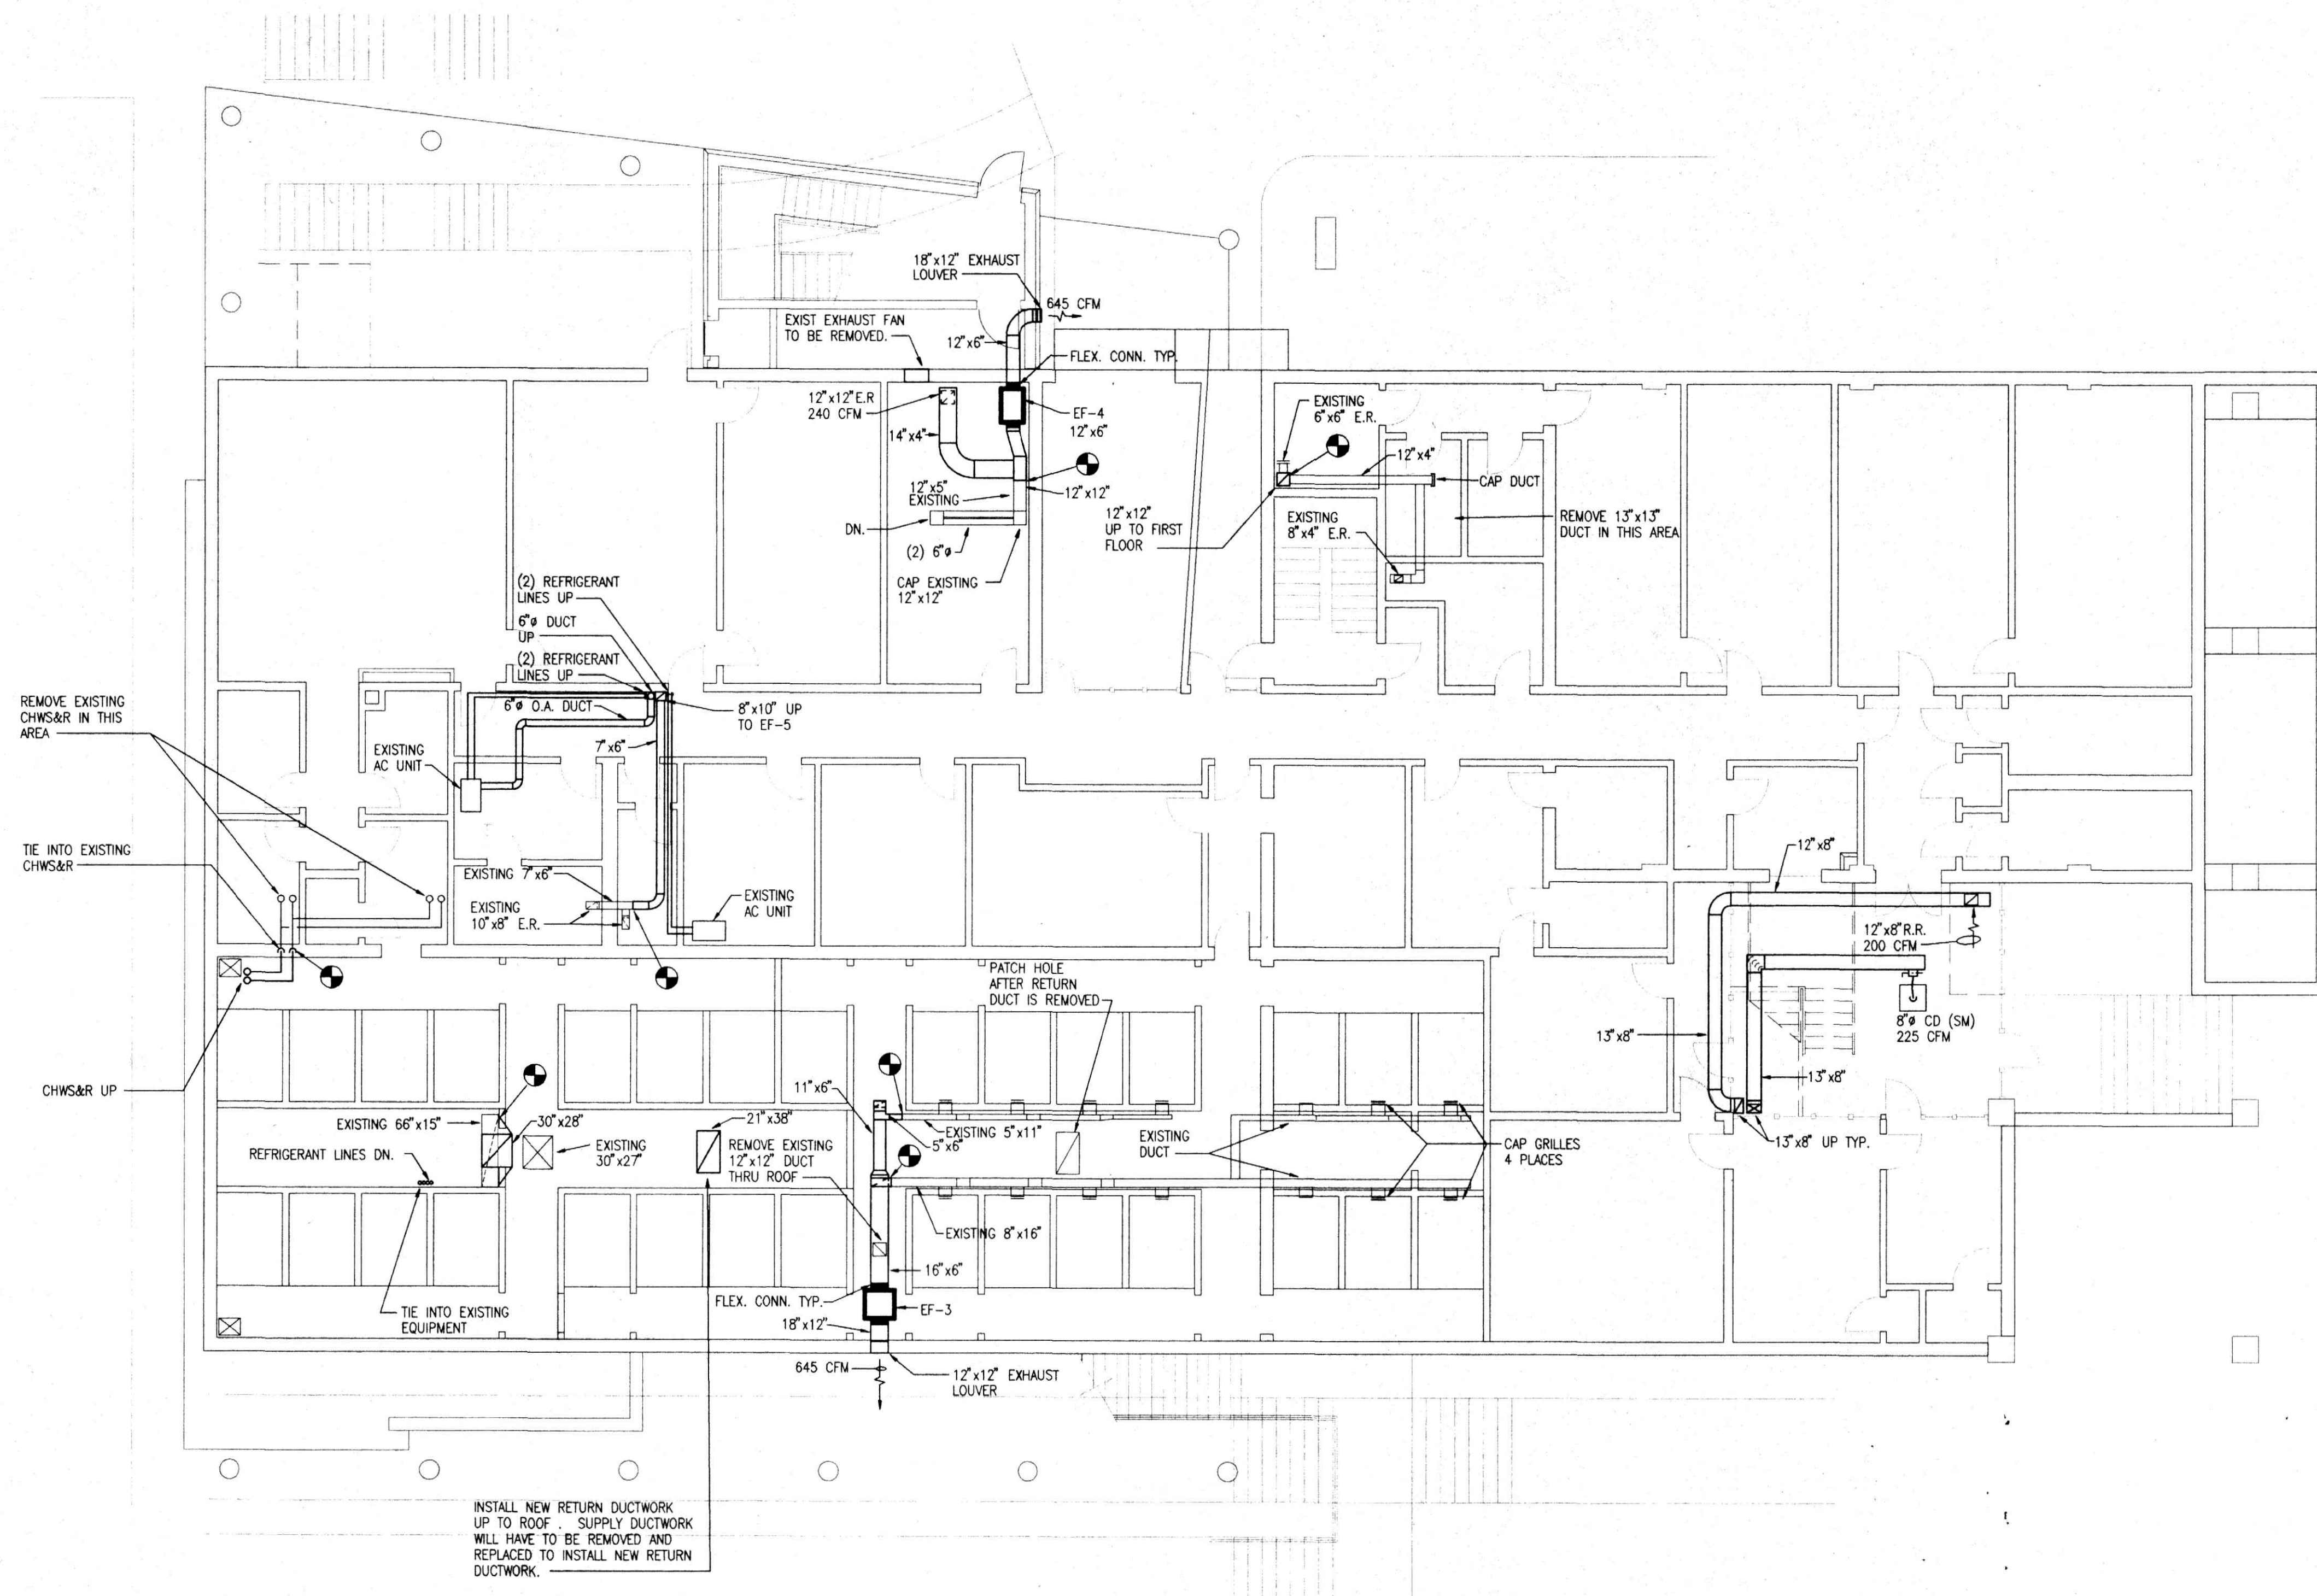 18"x12" EXHAUST
LOUVER
645 CFM
EXIST EXHAUST FAN
TO BE REMOVED.
12"x6"
FLEX. CONN. TYP.
12"x12"E.R
240 CFM
EF-4
12"x6"
14"x4"
12"x5"
EXISTING
12"x12"
DN.
(2) 6"ø
CAP EXISTING
12"x12"
EXISTING
6"x6" E.R.
12"x4"
CAP DUCT
12"x12"
UP TO FIRST
FLOOR
EXISTING
8"x4" E.R.
REMOVE 13"x13"
DUCT IN THIS AREA
(2) REFRIGERANT
LINES UP
6"ø DUCT
UP
(2) REFRIGERANT
LINES UP
6"ø O.A. DUCT
8"x10" UP
TO EF-5
7"x6"
REMOVE EXISTING
CHWS&R IN THIS
AREA
EXISTING
AC UNIT
TIE INTO EXISTING
CHWS&R
EXISTING 7"x6"
EXISTING
10"x8" E.R.
EXISTING
AC UNIT
12"x8"
12"x8"R.R.
200 CFM
PATCH HOLE
AFTER RETURN
DUCT IS REMOVED
8"ø CD (SM)
225 CFM
13"x8"
13"x8"
13"x8" UP TYP.
CHWS&R UP
11"x6"
EXISTING 66"x15"
30"x28"
21"x38"
EXISTING 5"x11"
5"x6"
EXISTING
30"x27"
REMOVE EXISTING
12"x12" DUCT
THRU ROOF
EXISTING
DUCT
CAP GRILLES
4 PLACES
REFRIGERANT LINES DN.
EXISTING 8"x16"
16"x6"
FLEX. CONN. TYP.
EF-3
TIE INTO EXISTING
EQUIPMENT
18"x12"
645 CFM
12"x12" EXHAUST
LOUVER
INSTALL NEW RETURN DUCTWORK
UP TO ROOF . SUPPLY DUCTWORK
WILL HAVE TO BE REMOVED AND
REPLACED TO INSTALL NEW RETURN
DUCTWORK.